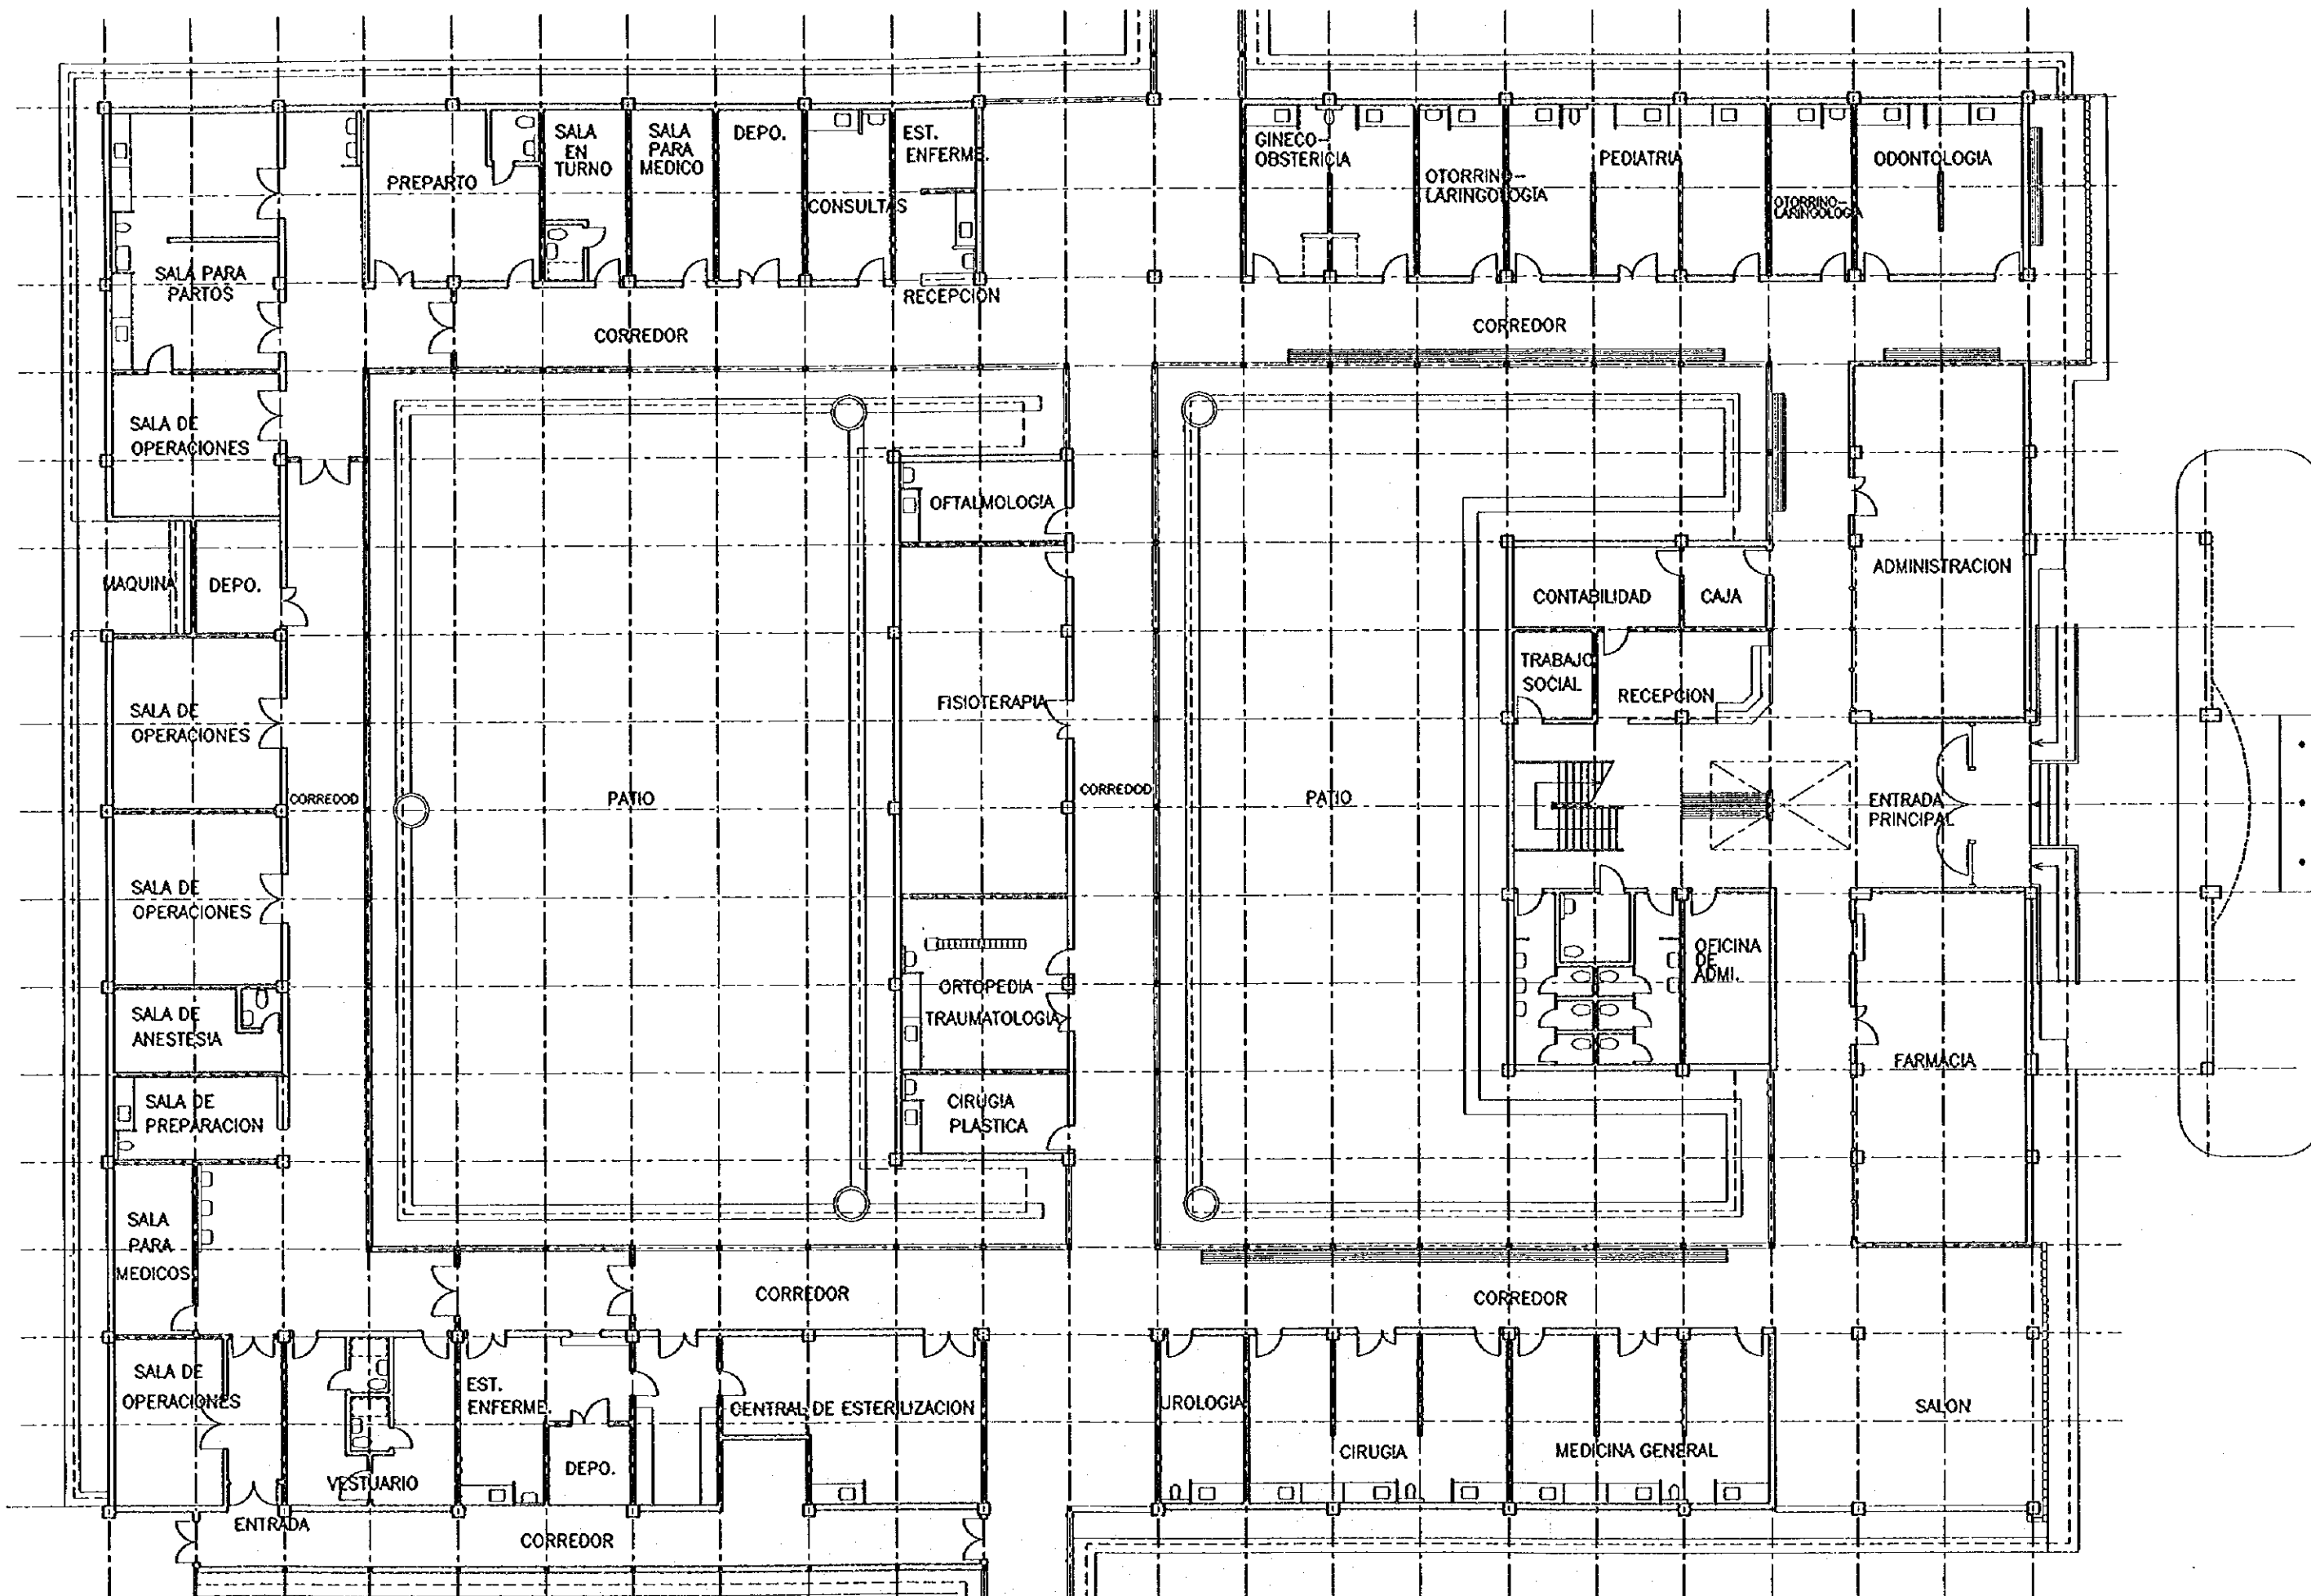 SALA
EN
TURNO
SALA
PARA
MEDICO
DEPO.
EST.
ENFERME.
PREPARTO
CONSULTAS
GINECO-
OBSTERICIA
OTORRINO-
LARINGOLOGIA
PEDIATRIA
OTORRINO-
LARINGOLOGIA
ODONTOLOGIA
SALA PARA
PARTOS
RECEPCION
CORREDOR
CORREDOR
SALA DE
OPERACIONES
OFTALMOLOGIA
MAQUINA
DEPO.
CONTABILIDAD
CAJA
ADMINISTRACION
SALA DE
OPERACIONES
FISIOTERAPIA
TRABAJO
SOCIAL
RECEPCION
CORREDOD
PATIO
CORREDOD
PATIO
ENTRADA
PRINCIPAL
SALA DE
OPERACIONES
OFICINA
DE
ADMI.
SALA DE
ANESTESIA
ORTOPEDIA
TRAUMATOLOGIA
FARMACIA
SALA DE
PREPARACION
CIRUGIA
PLASTICA
SALA
PARA
MEDICOS
CORREDOR
CORREDOR
SALA DE
OPERACIONES
VESTUARIO
EST.
ENFERME.
DEPO.
CENTRAL DE ESTERILIZACION
UROLOGIA
CIRUGIA
MEDICINA GENERAL
SALON
ENTRADA
CORREDOR